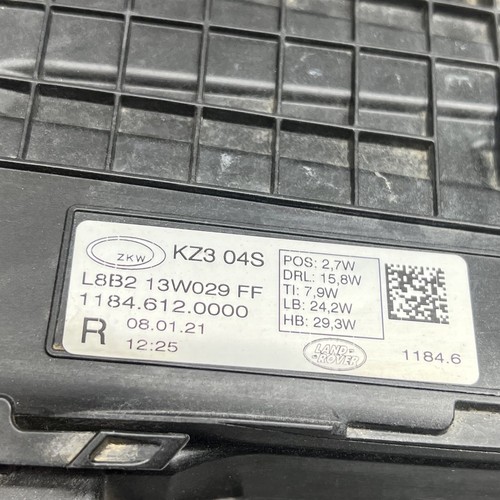 ZKW
KZ3 04S
L8B2 13W029 FF
1184.612.0000
R
08.01.21
12:25
POS: 2,7W
DRL: 15,8W
TI: 7,9W
LB: 24,2W
HB: 29,3W
LAND ROVER
1184.6